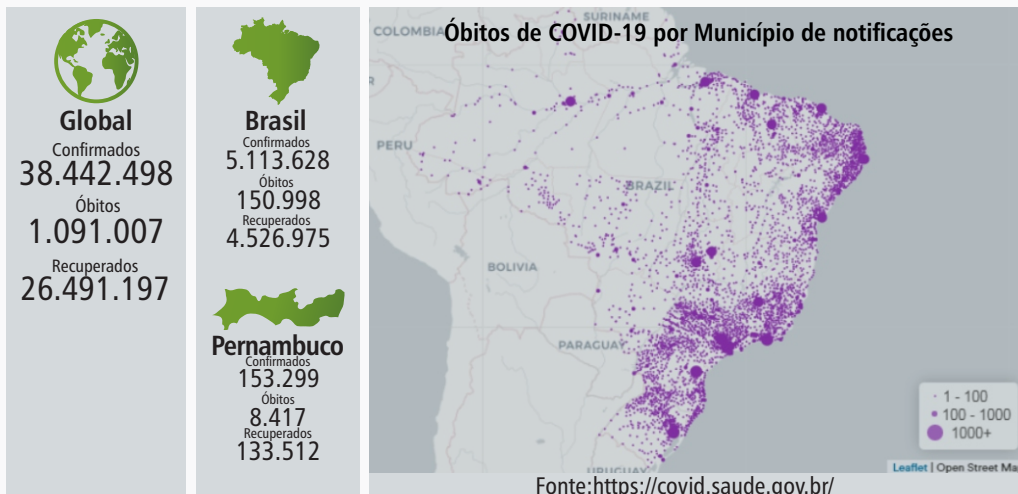 Global
Confirmados
38.442.498
Óbitos
1.091.007
Recuperados
26.491.197
Brasil
Confirmados
5.113.628
Óbitos
150.998
Recuperados
4.526.975
Pernambuco
Confirmados
153.299
Óbitos
8.417
Recuperados
133.512
Óbitos de COVID-19 por Município de notificações
COLOMBIA
SURINAME
PERU
BRAZIL
BOLIVIA
PARAGUAY
URUGUAY
1 - 100
100 - 1000
1000+
Leaflet | Open Street Ma
Fonte:https://covid.saude.gov.br/